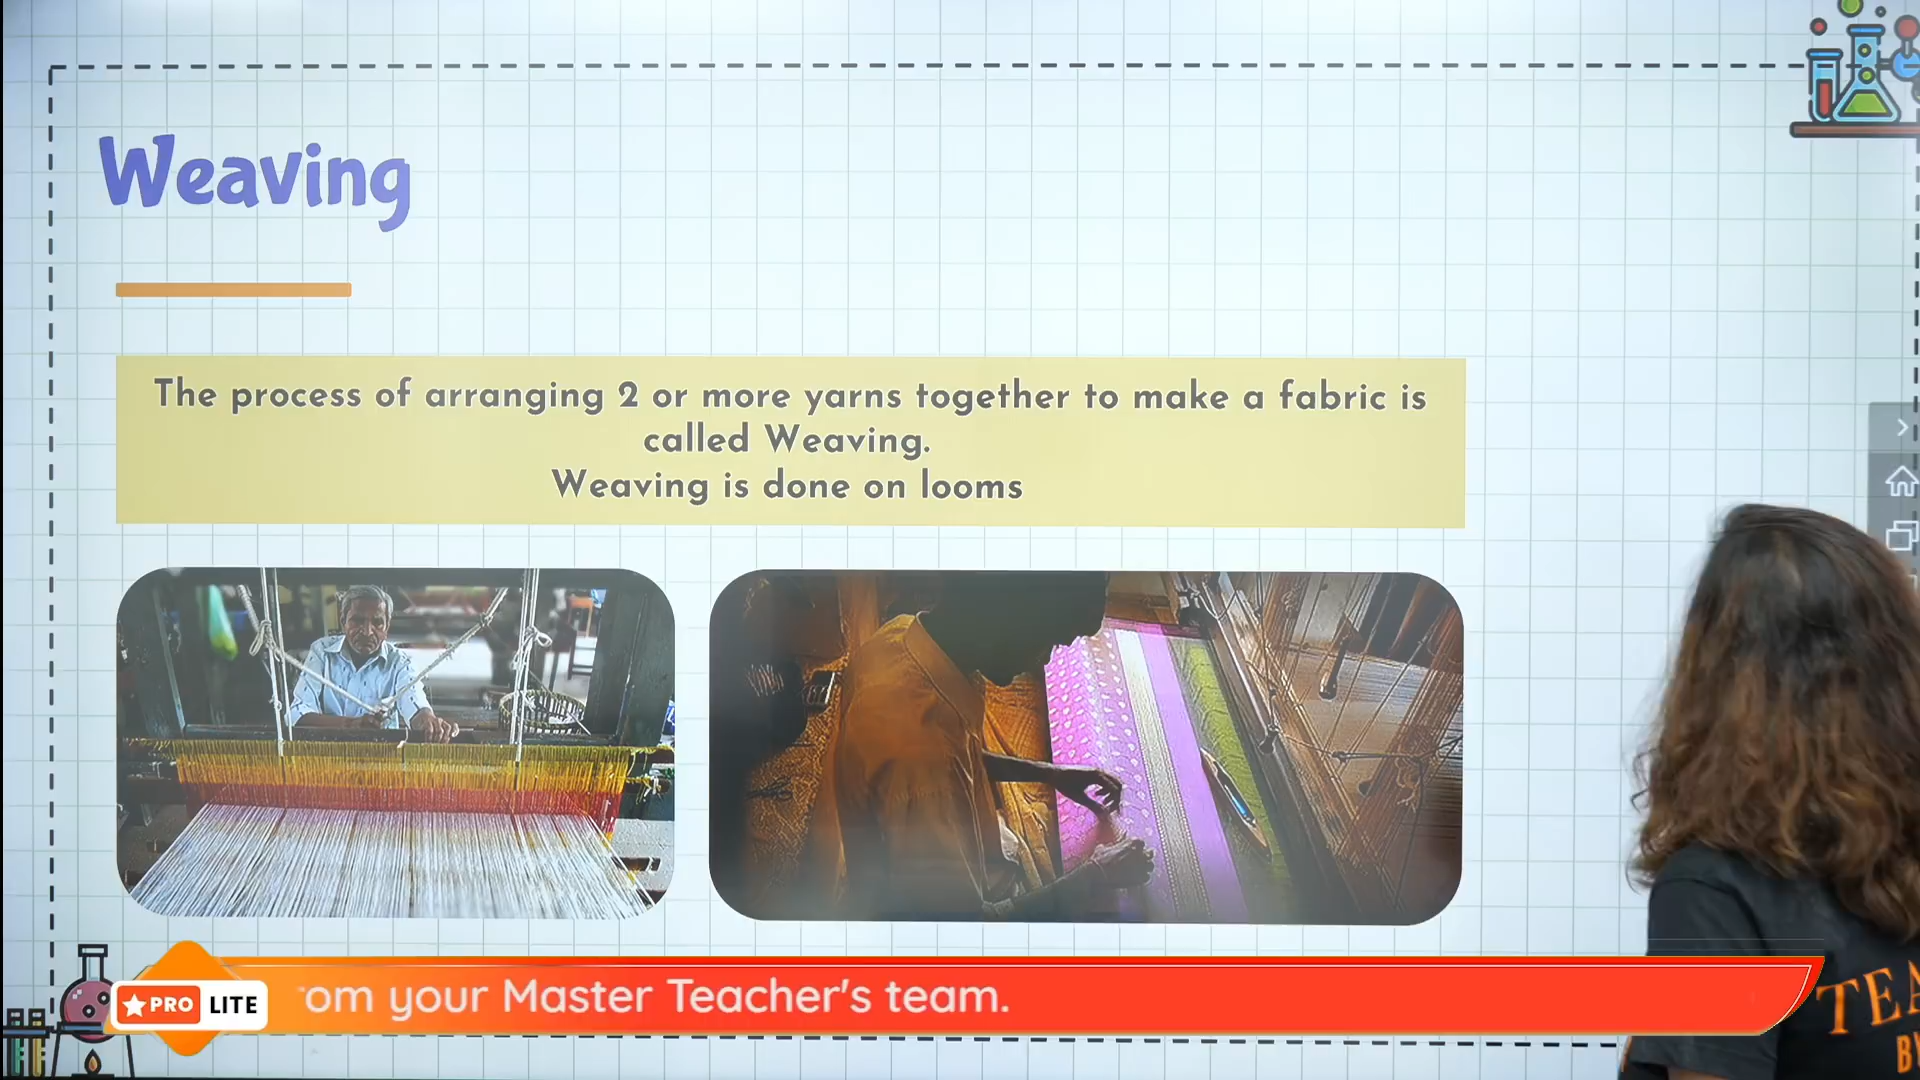 Weaving
The process of arranging 2 or more yarns together to make a fabric is
called Weaving.
Weaving is done on looms
PRO LITE
your Master Teacher's team.